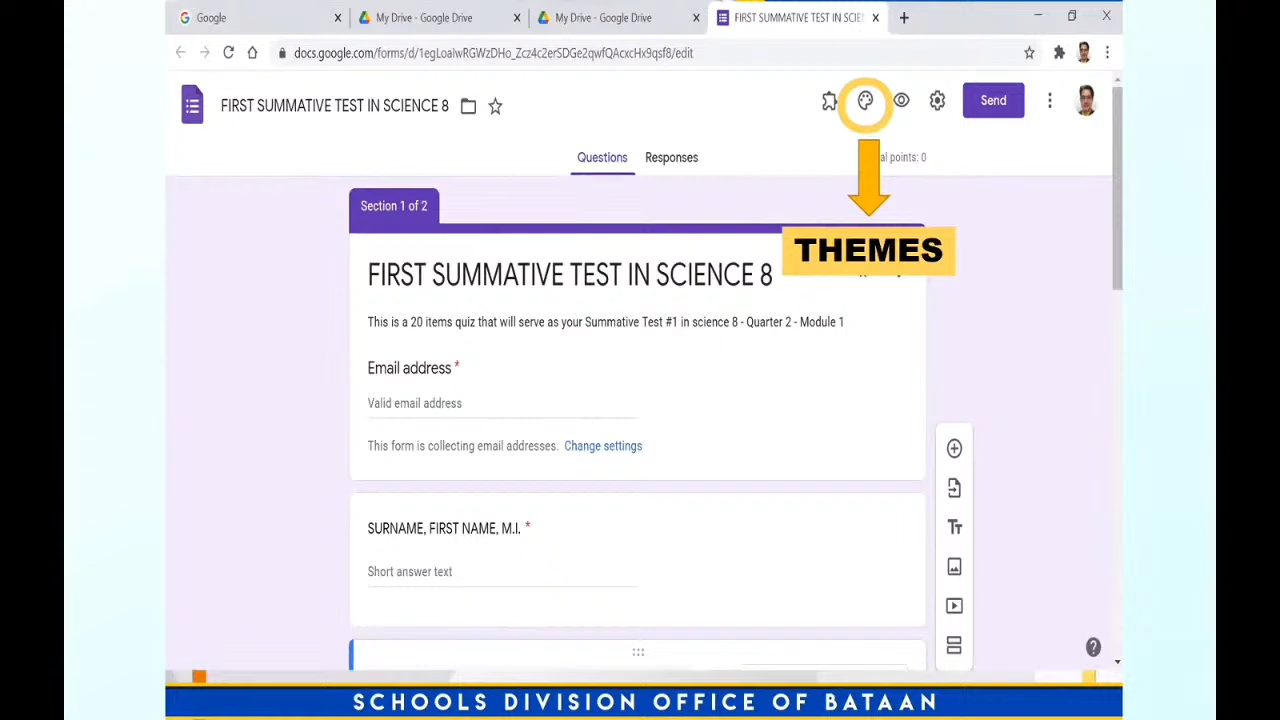 Google
My Drive - Google Drive
My Drive - Google Drive
FIRST SUMMATIVE TEST IN SCIE
docs.google.com/forms/d/1egLoaIwRGWzDHo_Zcz4c2erSDGe2qwfQAcxcHx9qsf8/edit
FIRST SUMMATIVE TEST IN SCIENCE 8
Send
Questions
Responses
al points: 0
Section 1 of 2
THEMES
FIRST SUMMATIVE TEST IN SCIENCE 8
This is a 20 items quiz that will serve as your Summative Test #1 in science 8 - Quarter 2 - Module 1
Email address *
Valid email address
This form is collecting email addresses. Change settings
SURNAME, FIRST NAME, M.I. *
Short answer text
SCHOOLS DIVISION OFFICE OF BATAAN